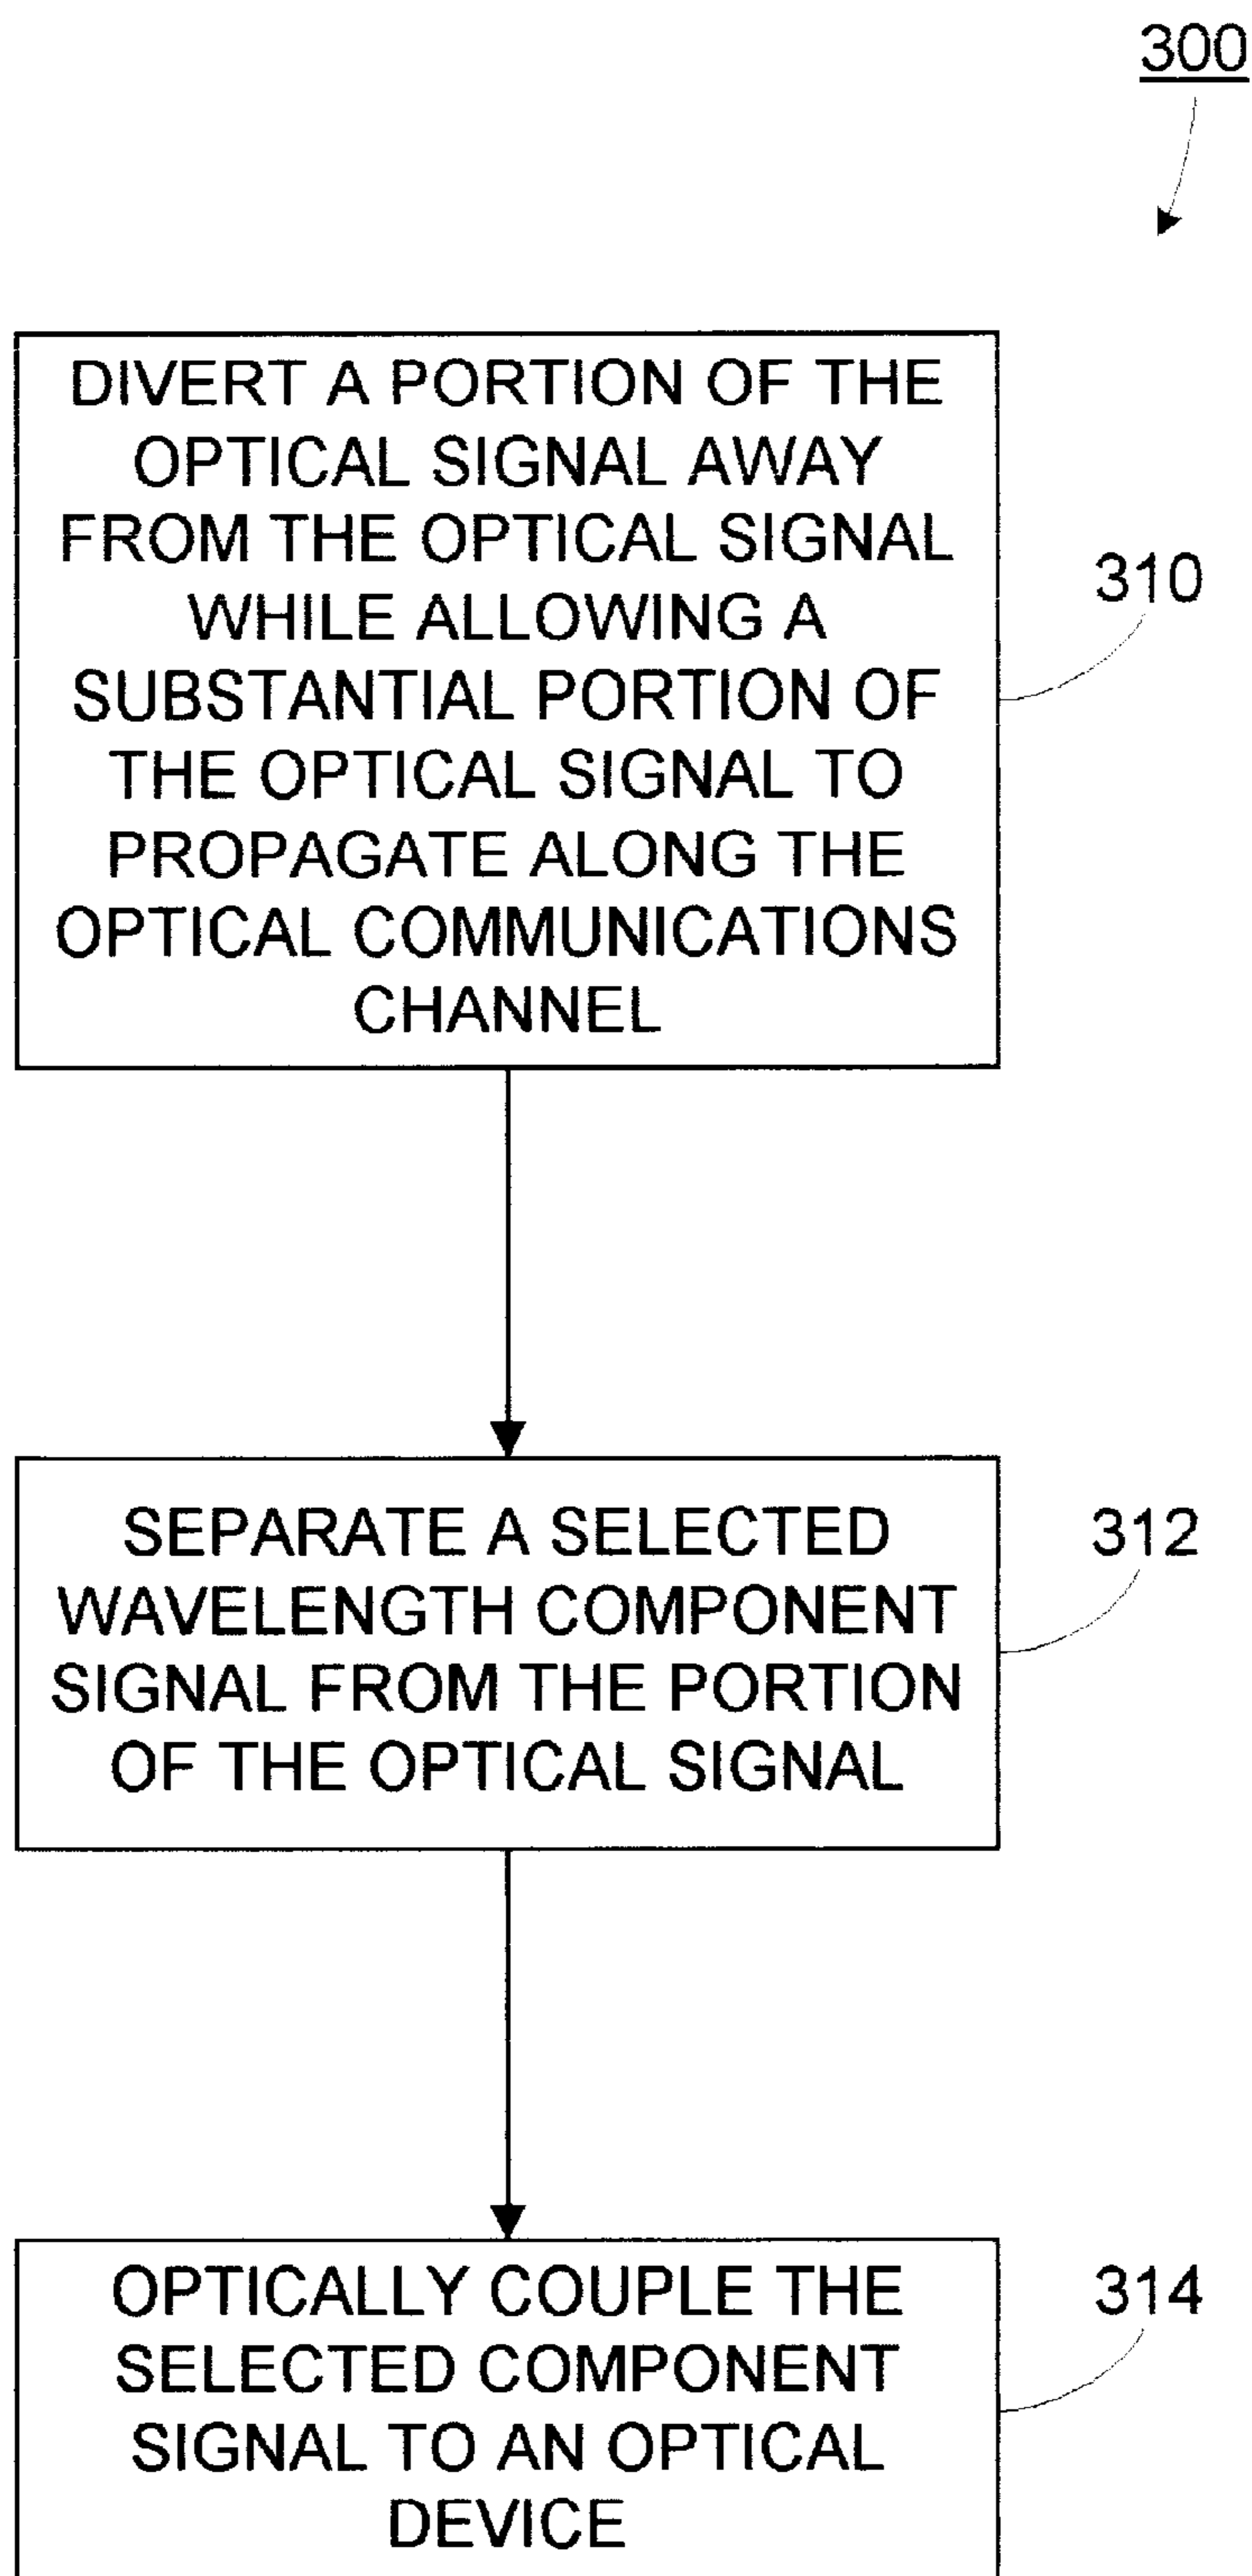 300
DIVERT A PORTION OF THE
OPTICAL SIGNAL AWAY
FROM THE OPTICAL SIGNAL
WHILE ALLOWING A
SUBSTANTIAL PORTION OF
THE OPTICAL SIGNAL TO
PROPAGATE ALONG THE
OPTICAL COMMUNICATIONS
CHANNEL
310
SEPARATE A SELECTED
WAVELENGTH COMPONENT
SIGNAL FROM THE PORTION
OF THE OPTICAL SIGNAL
312
OPTICALLY COUPLE THE
SELECTED COMPONENT
SIGNAL TO AN OPTICAL
DEVICE
314